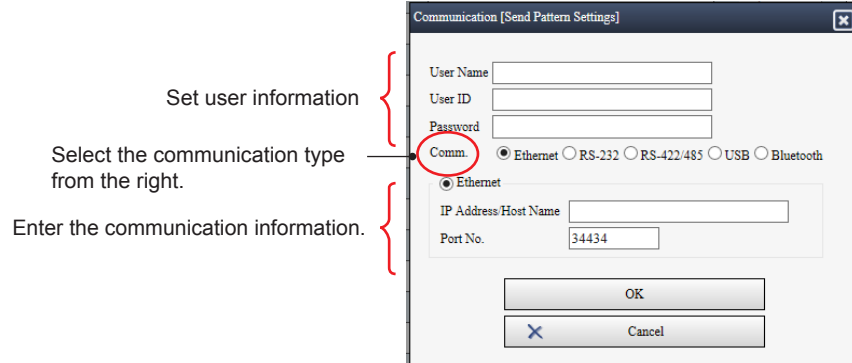 Communication [Send Pattern Settings]
Set user information
User Name
User ID
Password
Select the communication type
from the right.
Comm. Ethernet RS-232 RS-422/485 USB Bluetooth
Enter the communication information.
Ethernet
IP Address/Host Name
Port No. 34434
OK
Cancel